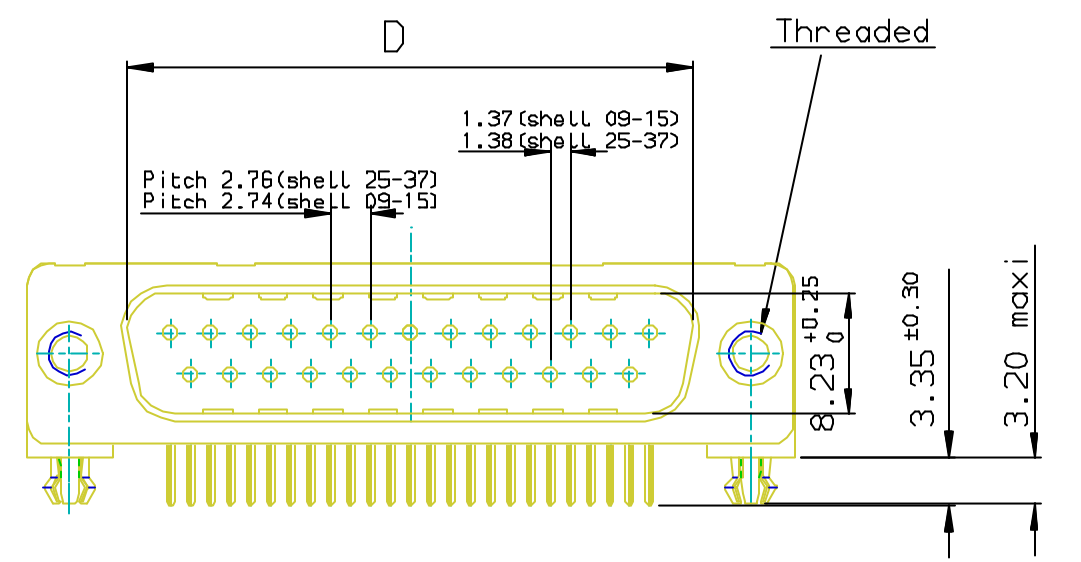 D
Threaded
1.37(shell 09-15)
1.38(shell 25-37)
Pitch 2.76(shell 25-37)
Pitch 2.74(shell 09-15)
8.23 +0.25 0
3.35 ±0.30
3.20 maxi